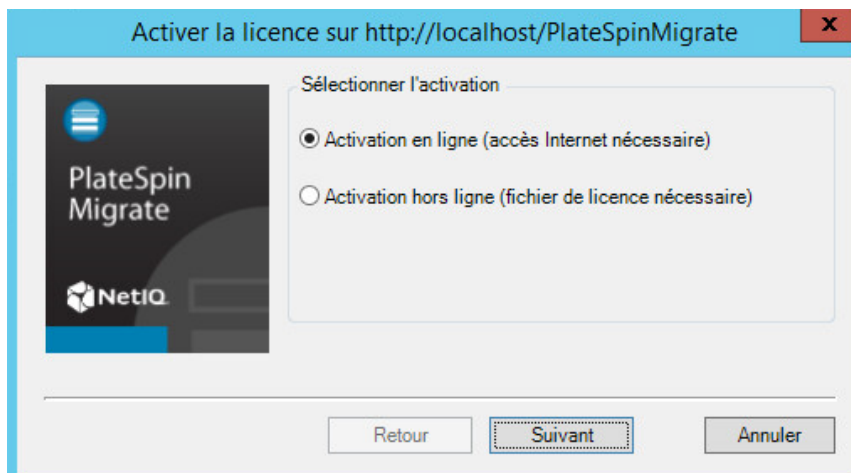 Activer la licence sur http://localhost/PlateSpinMigrate
x
Sélectionner l'activation
PlateSpin
Migrate
NetIQ
Activation en ligne (accès Internet nécessaire)
Activation hors ligne (fichier de licence nécessaire)
Retour
Suivant
Annuler